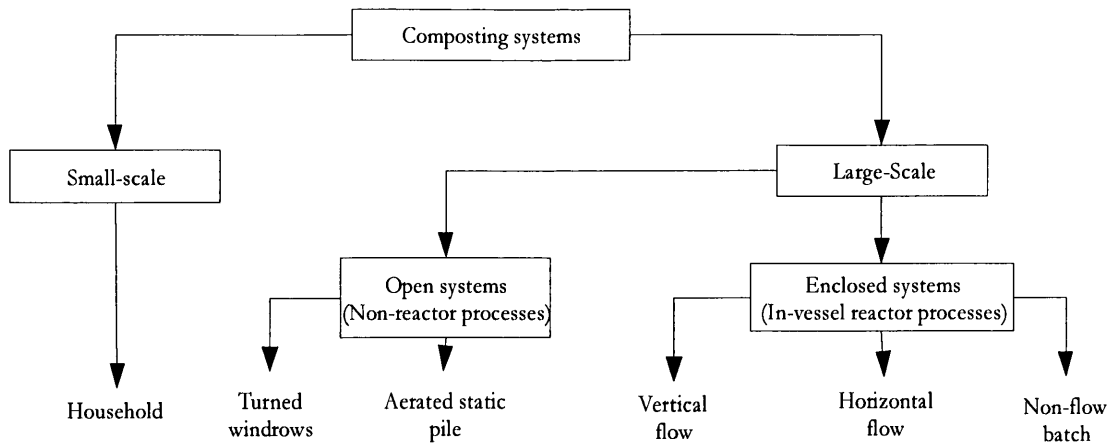 Composting systems
Small-scale
Large-Scale
Open systems
(Non-reactor processes)
Enclosed systems
(In-vessel reactor processes)
Household
Turned
windrows
Aerated static
pile
Vertical
flow
Horizontal
flow
Non-flow
batch